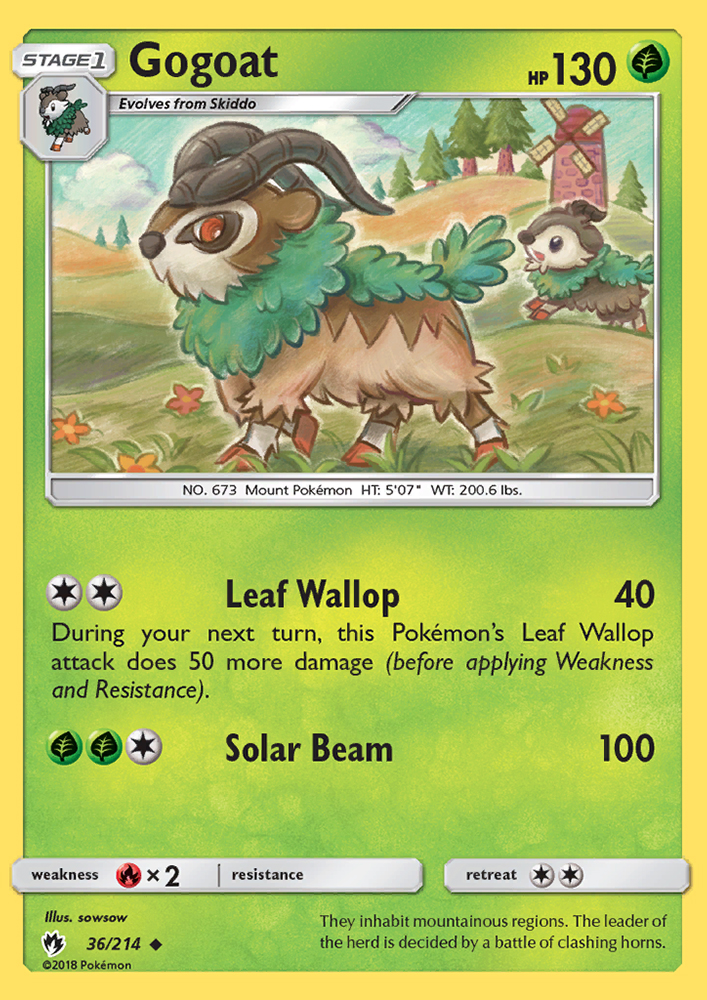 STAGE1
Gogoat
HP 130
Evolves from Skiddo
NO. 673 Mount Pokémon HT: 5'07" WT: 200.6 lbs.
Leaf Wallop 40
During your next turn, this Pokémon's Leaf Wallop
attack does 50 more damage (before applying Weakness
and Resistance).
Solar Beam 100
weakness ×2 resistance retreat
Illus. sowsow
36/214
©2018 Pokémon
They inhabit mountainous regions. The leader of
the herd is decided by a battle of clashing horns.